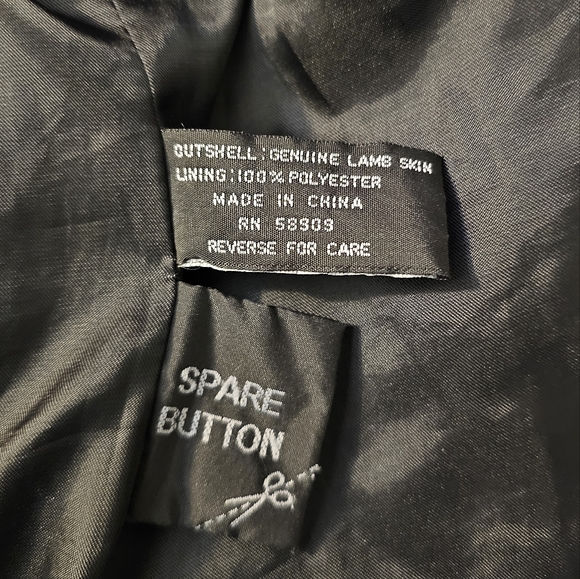 OUTSHELL:GENUINE LAMB SKIN
LINING:100% POLYESTER
MADE IN CHINA
RN 58909
REVERSE FOR CARE
SPARE
BUTTON